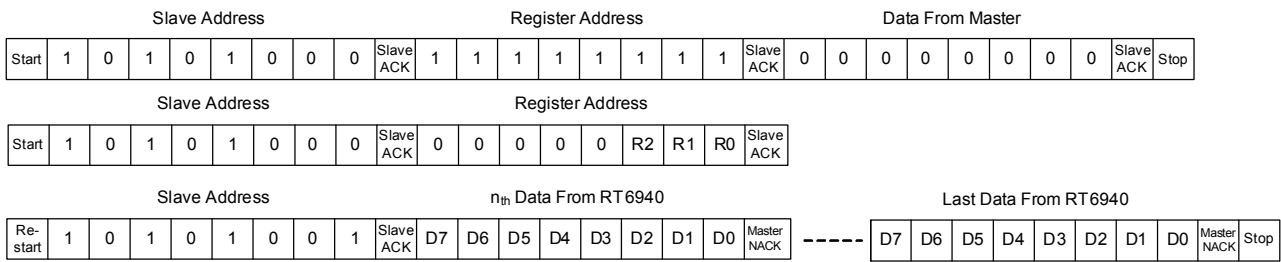 Slave Address Register Address Data From Master
Start 1 0 1 0 1 0 0 0 Slave ACK 1 1 1 1 1 1 1 1 Slave ACK 0 0 0 0 0 0 0 0 Slave ACK Stop
Slave Address Register Address
Start 1 0 1 0 1 0 0 0 Slave ACK 0 0 0 0 0 R2 R1 R0 Slave ACK
Slave Address nth Data From RT6940 Last Data From RT6940
Re-start 1 0 1 0 1 0 0 1 Slave ACK D7 D6 D5 D4 D3 D2 D1 D0 Master NACK D7 D6 D5 D4 D3 D2 D1 D0 Master NACK Stop